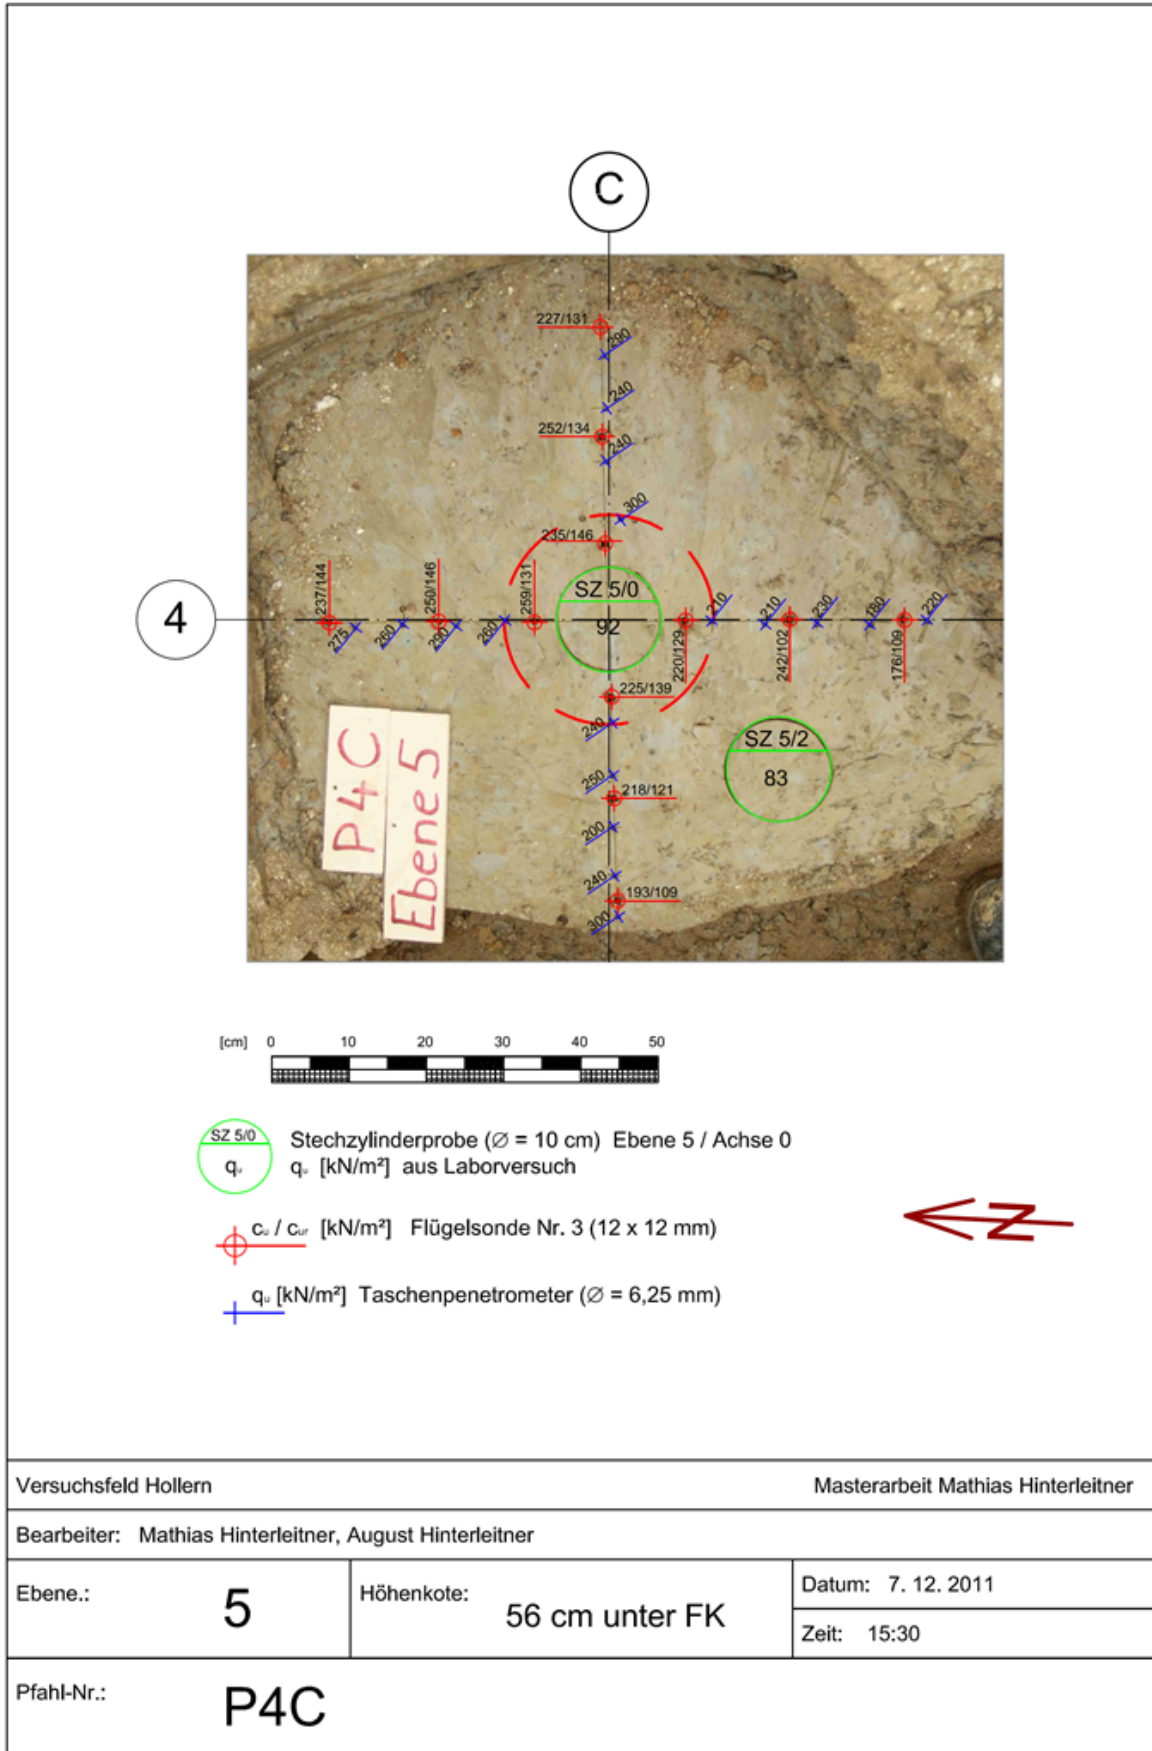 C
227/131
290
240
252/134
240
300
235/146
4
237/144
275
260
250/146
290
260
259/131
SZ 5/0
92
220/129
210
210
242/102
230
180
176/109
220
225/139
240
SZ 5/2
83
250
218/121
200
240
193/109
300
P4C
Ebene 5
[cm] 0 10 20 30 40 50
SZ 5/0
qu
Stechzylinderprobe (∅ = 10 cm) Ebene 5 / Achse 0
qu [kN/m²] aus Laborversuch
cu / cur [kN/m²] Flügelsonde Nr. 3 (12 x 12 mm)
qu [kN/m²] Taschenpenetrometer (∅ = 6,25 mm)
N
Versuchsfeld Hollern Masterarbeit Mathias Hinterleitner
Bearbeiter: Mathias Hinterleitner, August Hinterleitner
Ebene.: 5
Höhenkote: 56 cm unter FK
Datum: 7. 12. 2011
Zeit: 15:30
Pfahl-Nr.: P4C